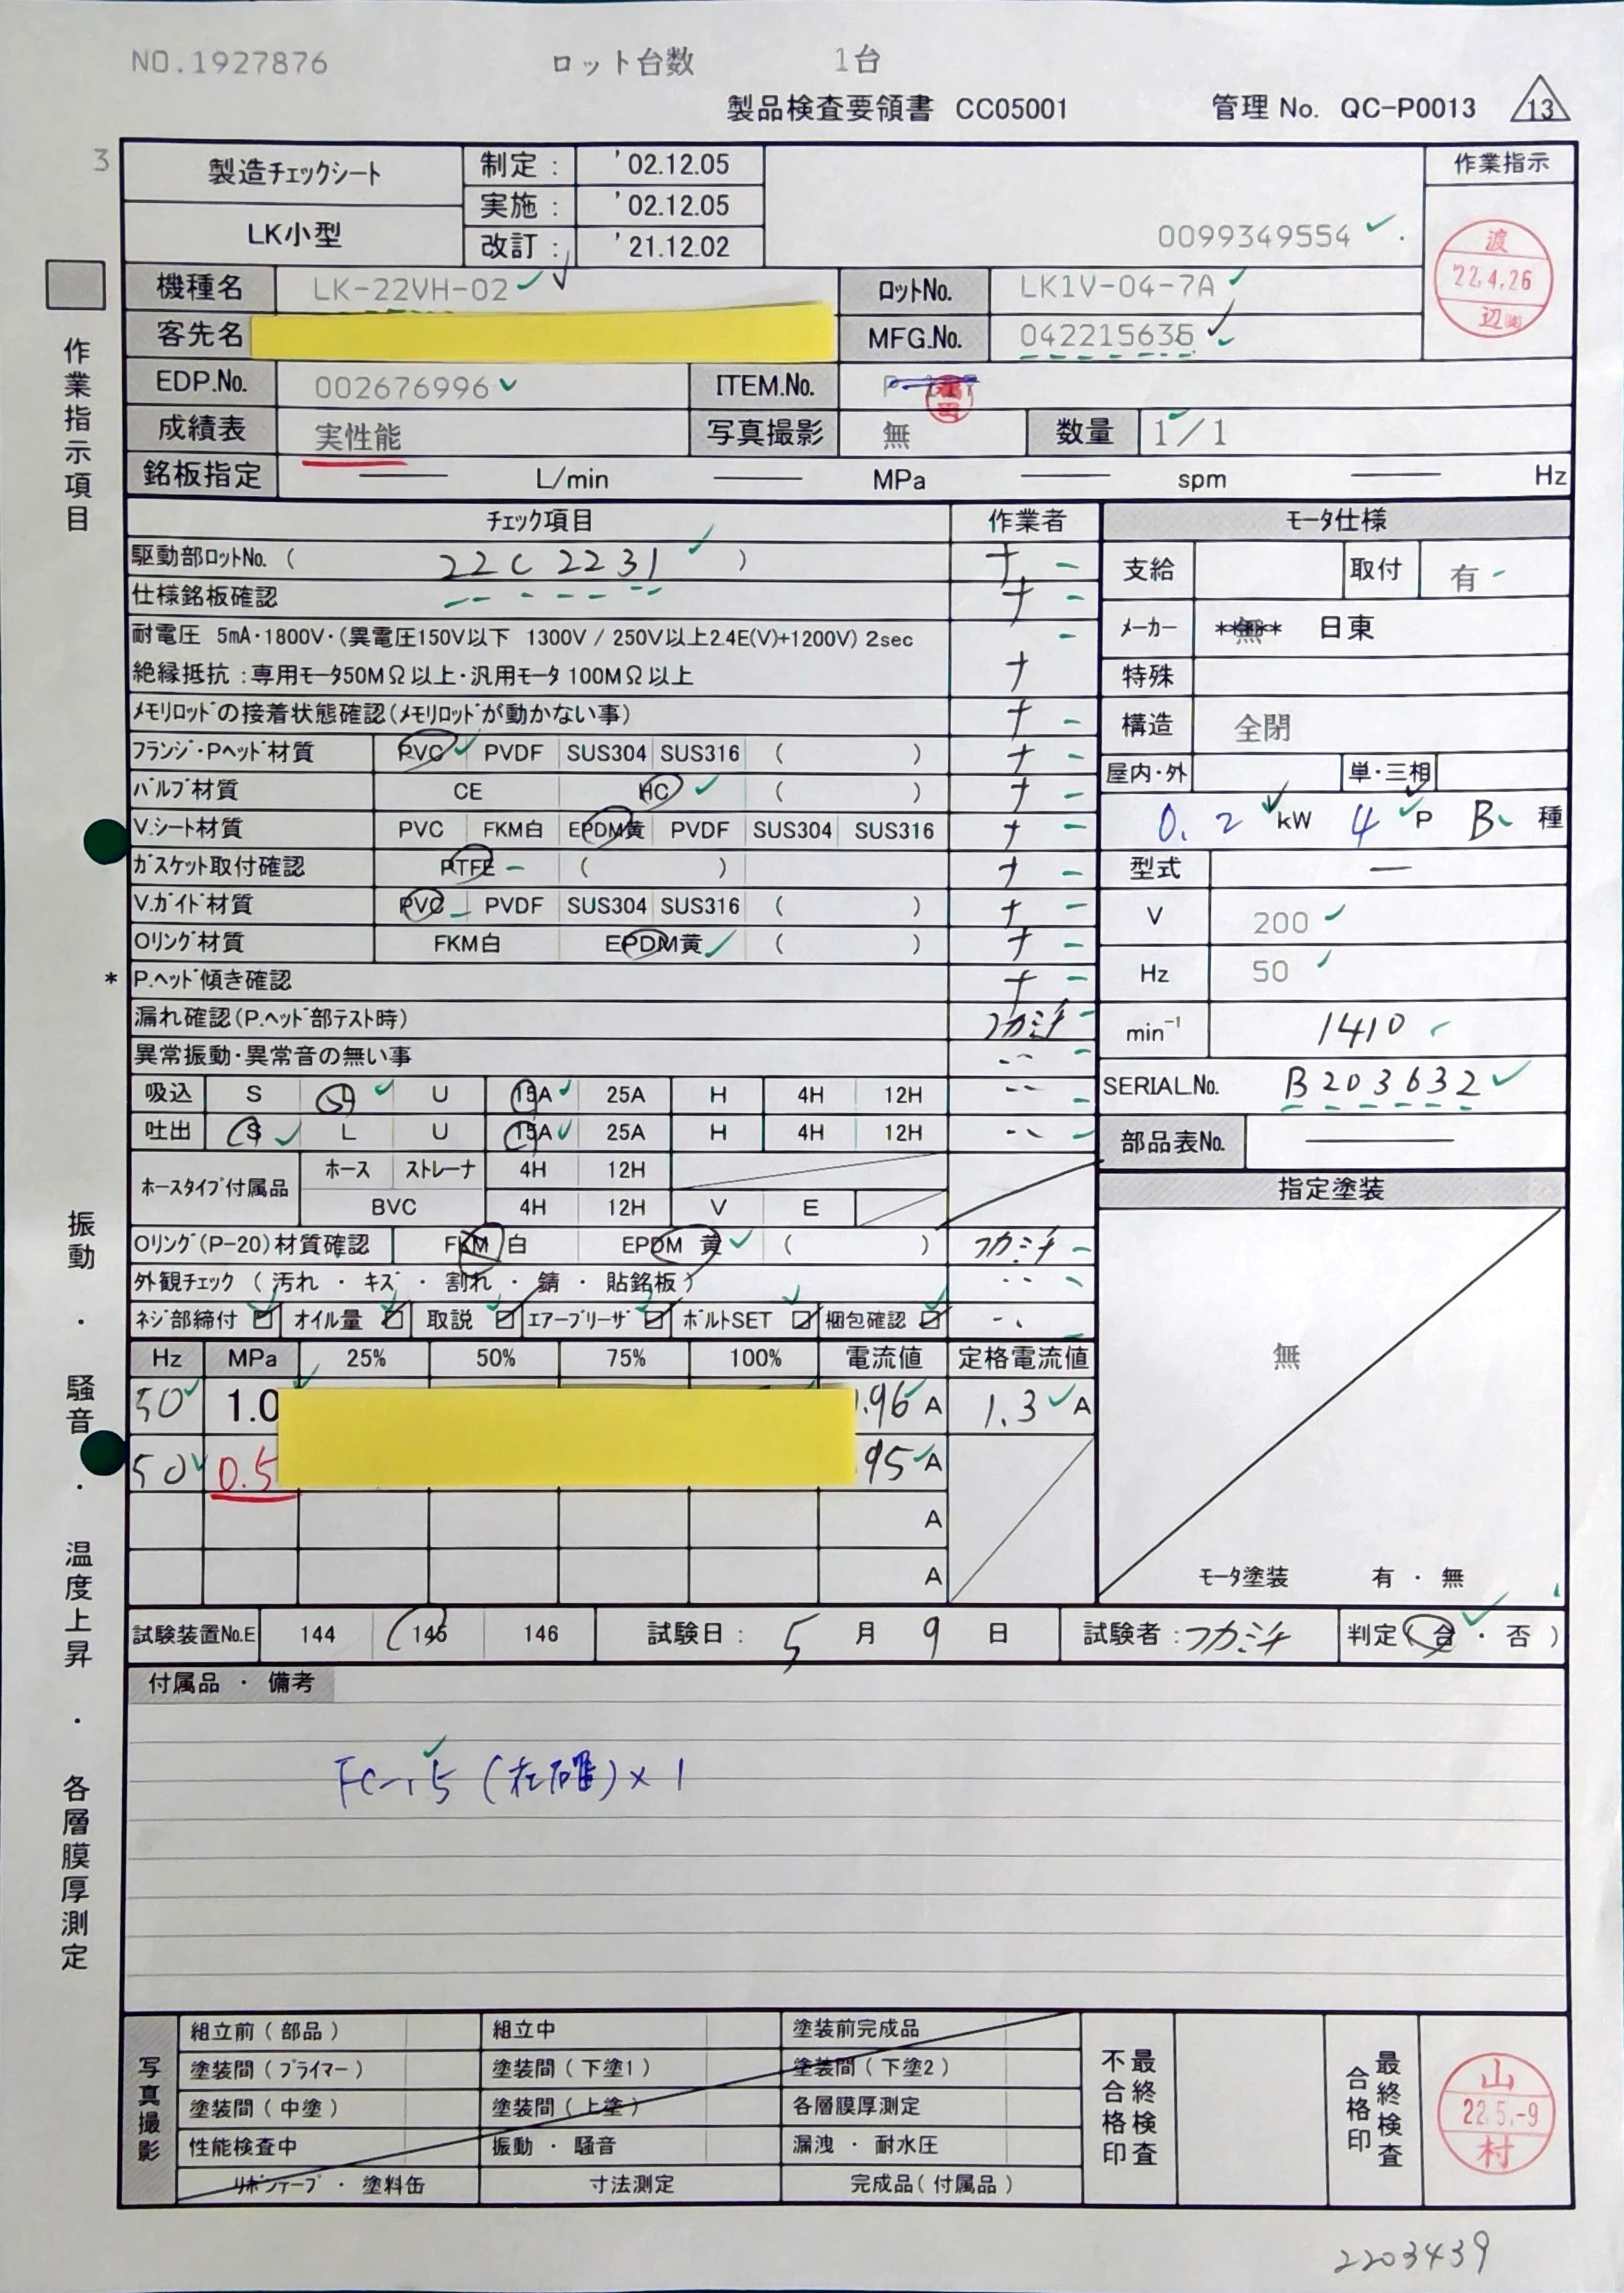 NO.1927876 ロット台数 1台
製品検査要領書 CC05001 管理 No. QC-P0013 13
3
製造チェックシート 制定： '02.12.05 作業指示
実施： '02.12.05
LK小型 改訂： '21.12.02 0099349554
渡 '22.4.26 辺
機種名 LK-22VH-02 ロットNo. LK1V-04-7A
客先名 MFG.No. 042215636
EDP.No. 002676996 ITEM.No.
成績表 実性能 写真撮影 無 数量 1/1
銘板指定 ― L/min ― MPa ― spm ― Hz
チェック項目 作業者 モータ仕様
駆動部ロットNo. ( 22C 2231 )
仕様銘板確認
支給 取付 有
耐電圧 5mA・1800V・(異電圧150V以下 1300V / 250V以上2.4E(V)+1200V) 2sec
メーカー 日東
絶縁抵抗：専用モータ50MΩ以上・汎用モータ 100MΩ以上
特殊
メモリロッドの接着状態確認(メモリロッドが動かない事)
構造 全閉
フランジ・Pヘッド材質 PVC PVDF SUS304 SUS316 ( )
屋内・外 単・三相
バルブ材質 CE HC ( )
0.2 kW 4 P B 種
V.シート材質 PVC FKM白 EPDM黄 PVDF SUS304 SUS316
ガスケット取付確認 PTFE ( )
型式 ―
V.ガイド材質 PVC PVDF SUS304 SUS316 ( )
V 200
Oリング材質 FKM白 EPDM黄 ( )
Hz 50
* P.ヘッド傾き確認
漏れ確認(P.ヘッド部テスト時) フカミチ
min⁻¹ 1410
異常振動・異常音の無い事
吸込 S L U 15A 25A H 4H 12H
SERIAL.No. B203632
吐出 S L U 15A 25A H 4H 12H
部品表No. ―
ホースタイプ付属品 ホース ストレーナ 4H 12H
BVC 4H 12H V E
指定塗装
Oリング(P-20)材質確認 FKM 白 EPDM 黄 ( ) フカミチ
外観チェック ( 汚れ ・ キズ ・ 割れ ・ 錆 ・ 貼銘板 )
ネジ部締付 オイル量 取説 エアーブリーザ ボルトSET 梱包確認
Hz MPa 25% 50% 75% 100% 電流値 定格電流値
無
50 1.0 .96 A 1.3 A
50 0.5 95 A
A
A
モータ塗装 有 ・ 無
試験装置No.E 144 145 146 試験日： 5 月 9 日 試験者：フカミチ 判定( 合 ・ 否 )
付属品 ・ 備考
FC-15 (在確)×1
写真撮影
組立前 ( 部品 ) 組立中 塗装前完成品
塗装間 ( プライマー ) 塗装間 ( 下塗1 ) 塗装間 ( 下塗2 )
塗装間 ( 中塗 ) 塗装間 ( 上塗 ) 各層膜厚測定
性能検査中 振動 ・ 騒音 漏洩 ・ 耐水圧
リボンテープ ・ 塗料缶 寸法測定 完成品( 付属品 )
最終検査不合格印
最終検査合格印
山 22.5.-9 村
2203439
作業指示項目
振動 ・ 騒音 ・ 温度上昇 ・ 各層膜厚測定